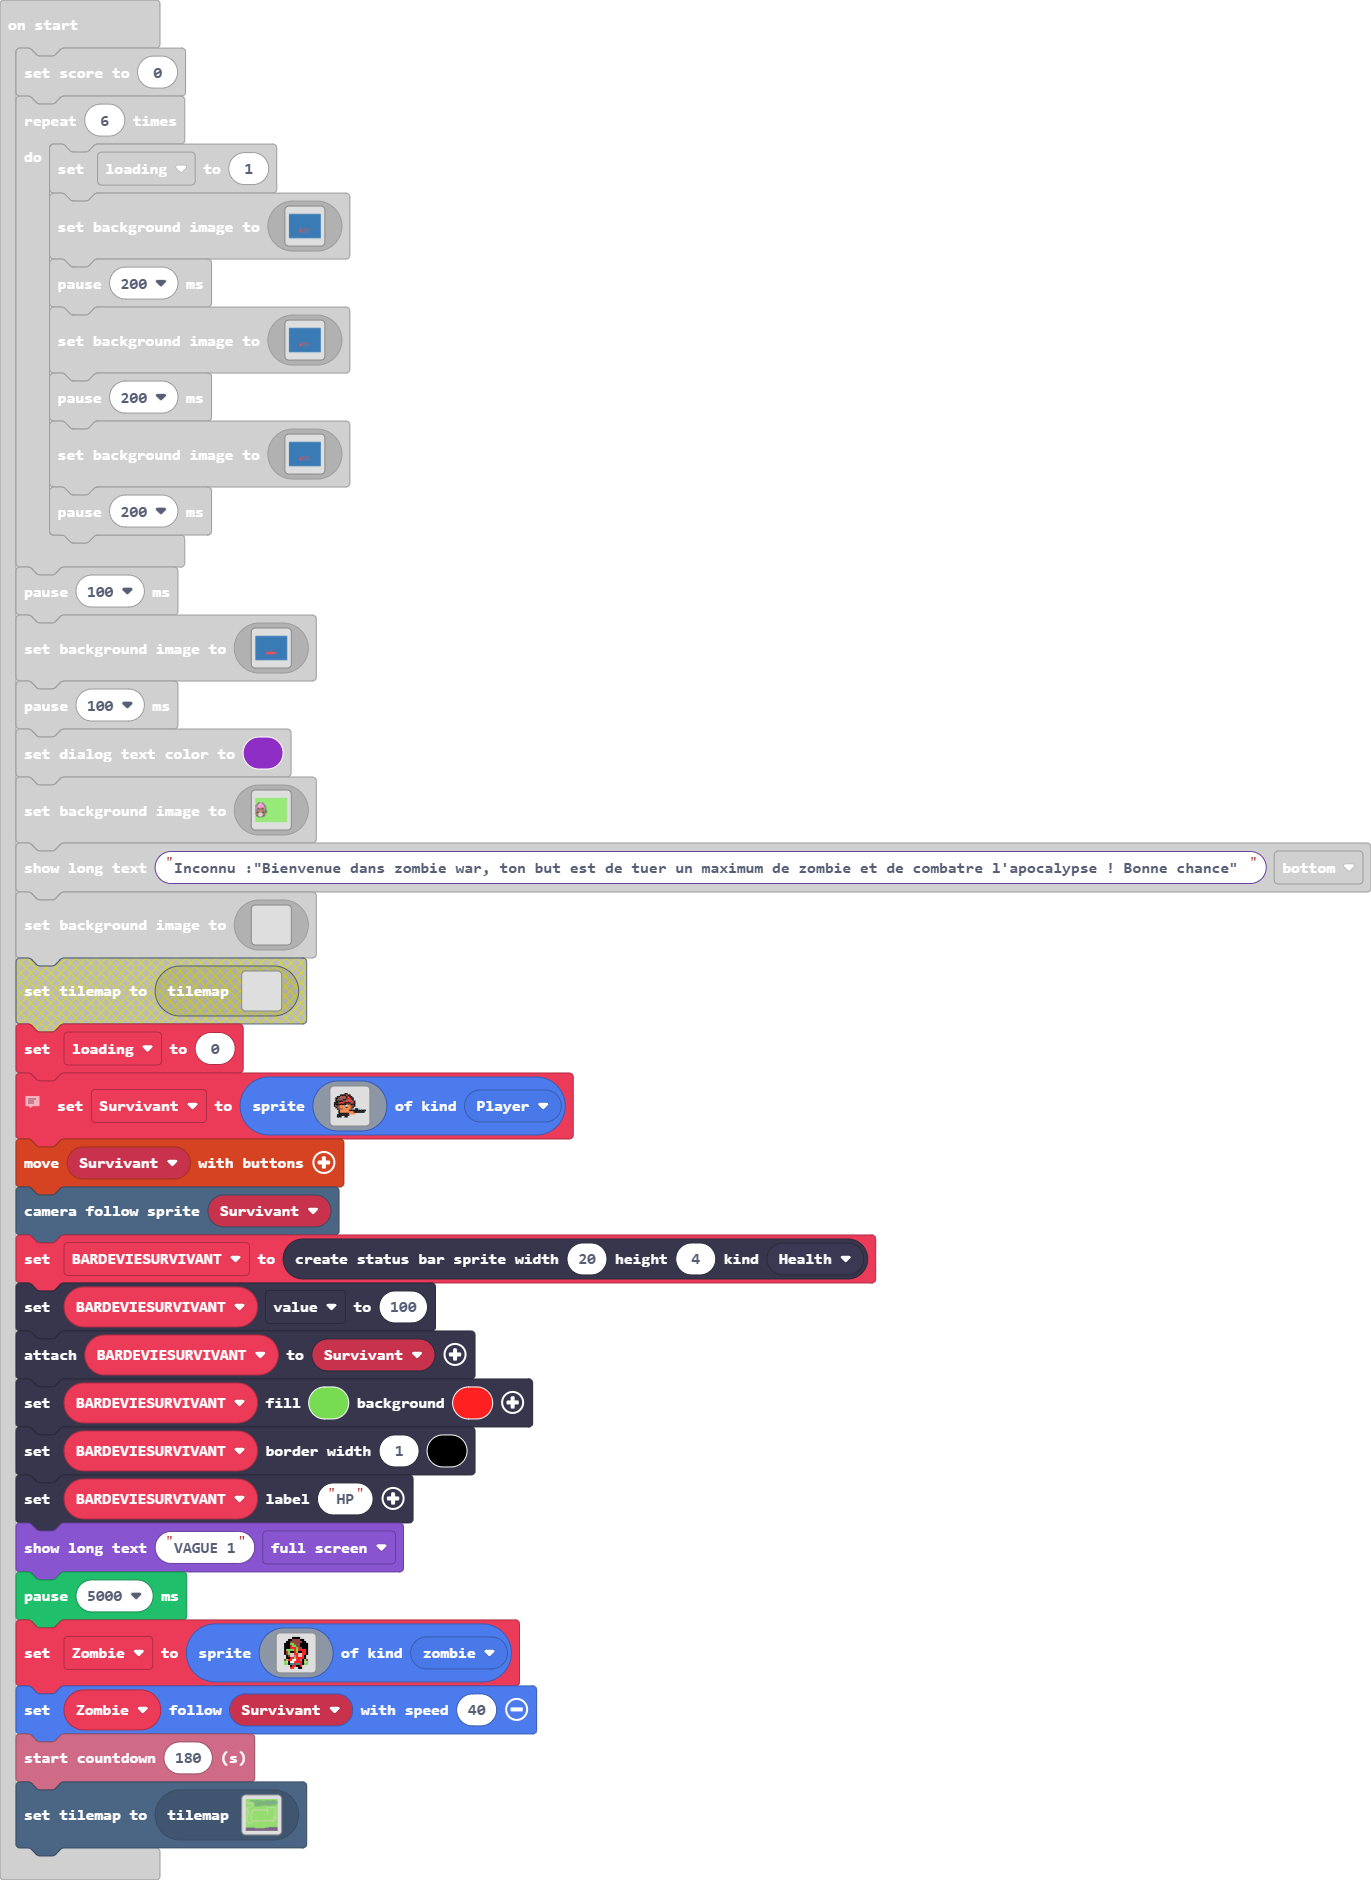 on start
set score to 0
repeat 6 times
do
set loading to 1
set background image to
pause 200 ms
set background image to
pause 200 ms
set background image to
pause 200 ms
pause 100 ms
set background image to
pause 100 ms
set dialog text color to
set background image to
show long text "Inconnu :"Bienvenue dans zombie war, ton but est de tuer un maximum de zombie et de combatre l'apocalypse ! Bonne chance" " bottom
set background image to
set tilemap to tilemap
set loading to 0
set Survivant to sprite of kind Player
move Survivant with buttons
camera follow sprite Survivant
set BARDEVIESURVIVANT to create status bar sprite width 20 height 4 kind Health
set BARDEVIESURVIVANT value to 100
attach BARDEVIESURVIVANT to Survivant
set BARDEVIESURVIVANT fill background
set BARDEVIESURVIVANT border width 1
set BARDEVIESURVIVANT label "HP"
show long text "VAGUE 1" full screen
pause 5000 ms
set Zombie to sprite of kind zombie
set Zombie follow Survivant with speed 40
start countdown 180 (s)
set tilemap to tilemap